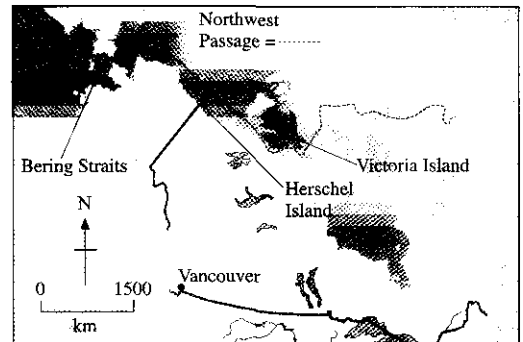 Northwest
Passage =
Bering Straits
Victoria Island
Herschel
Island
N
Vancouver
0 1500
km